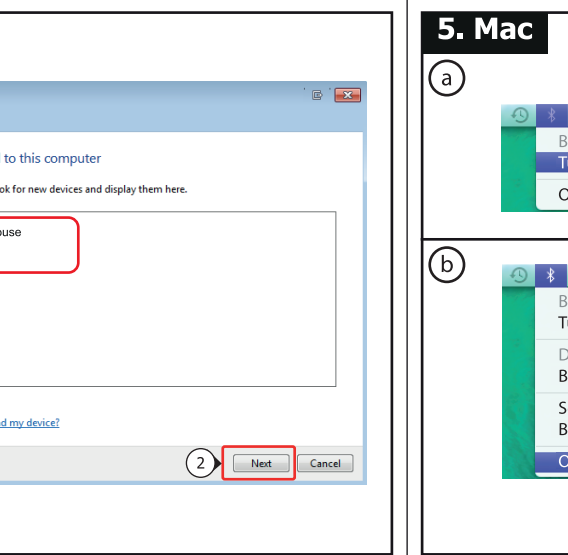 to this computer
ok for new devices and display them here.
ouse
d my device?
2
Next
Cancel
5. Mac
a
B
T
O
b
B
T
D
B
S
B
O